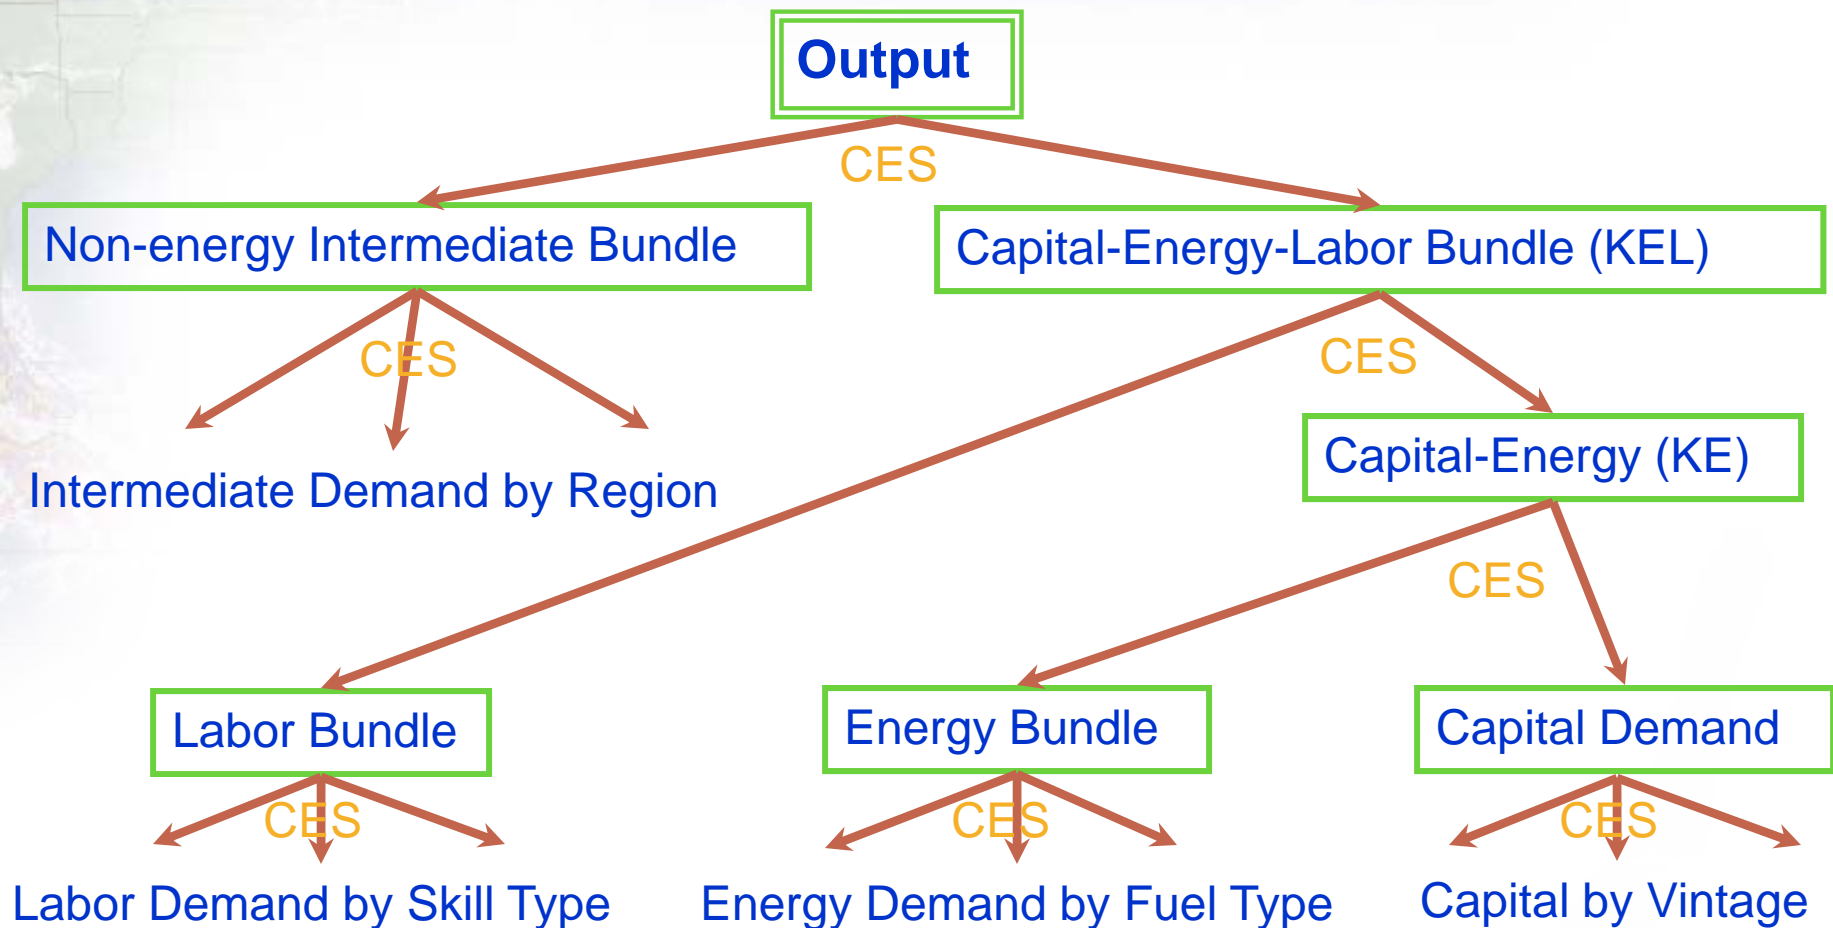 Output
CES
Non-energy Intermediate Bundle
Capital-Energy-Labor Bundle (KEL)
CES
CES
Capital-Energy (KE)
Intermediate Demand by Region
CES
Labor Bundle
Energy Bundle
Capital Demand
CES
CES
CES
Labor Demand by Skill Type
Energy Demand by Fuel Type
Capital by Vintage